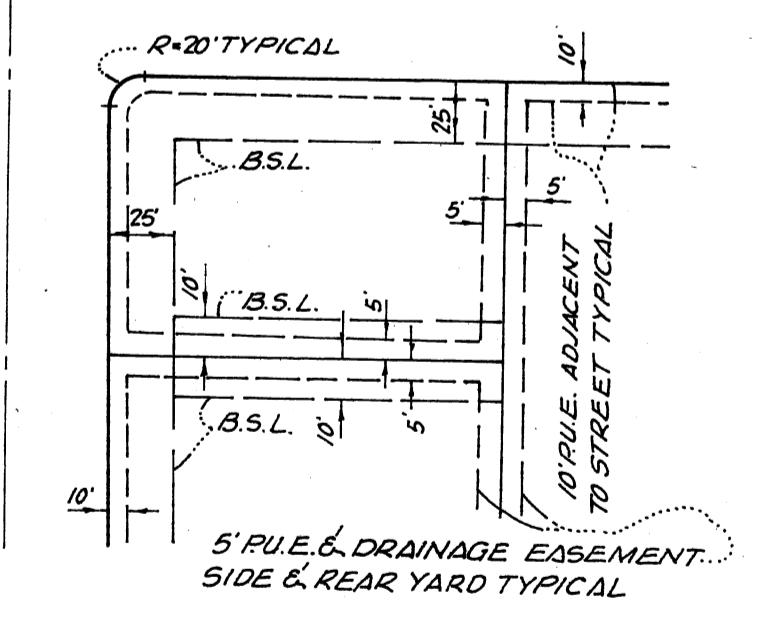 R=20' TYPICAL
10'
25'
B.S.L.
5'
5'
25'
10'
B.S.L.
5'
10' P.U.E. ADJACENT
TO STREET TYPICAL
B.S.L.
10'
5'
10'
5' P.U.E. & DRAINAGE EASEMENT
SIDE & REAR YARD TYPICAL